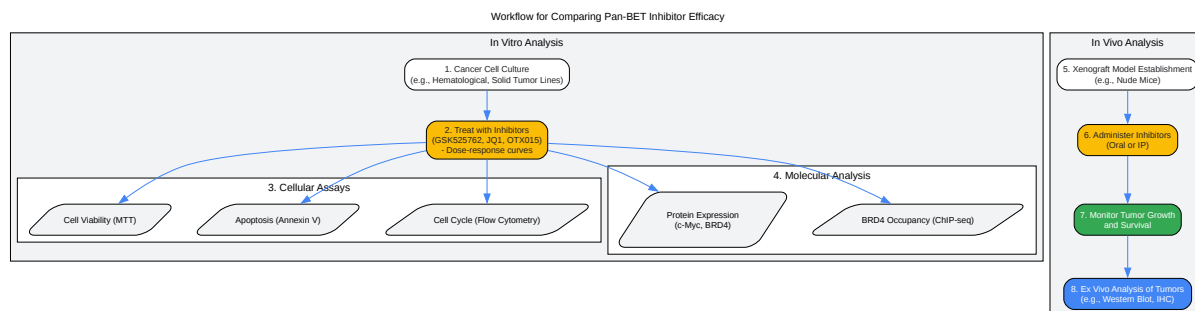 Workflow for Comparing Pan-BET Inhibitor Efficacy
In Vitro Analysis
1. Cancer Cell Culture
(e.g., Hematological, Solid Tumor Lines)
2. Treat with Inhibitors
(GSK525762, JQ1, OTX015)
- Dose-response curves
3. Cellular Assays
Cell Viability (MTT)
Apoptosis (Annexin V)
Cell Cycle (Flow Cytometry)
4. Molecular Analysis
Protein Expression
(c-Myc, BRD4)
BRD4 Occupancy (ChIP-seq)
In Vivo Analysis
5. Xenograft Model Establishment
(e.g., Nude Mice)
6. Administer Inhibitors
(Oral or IP)
7. Monitor Tumor Growth
and Survival
8. Ex Vivo Analysis of Tumors
(e.g., Western Blot, IHC)